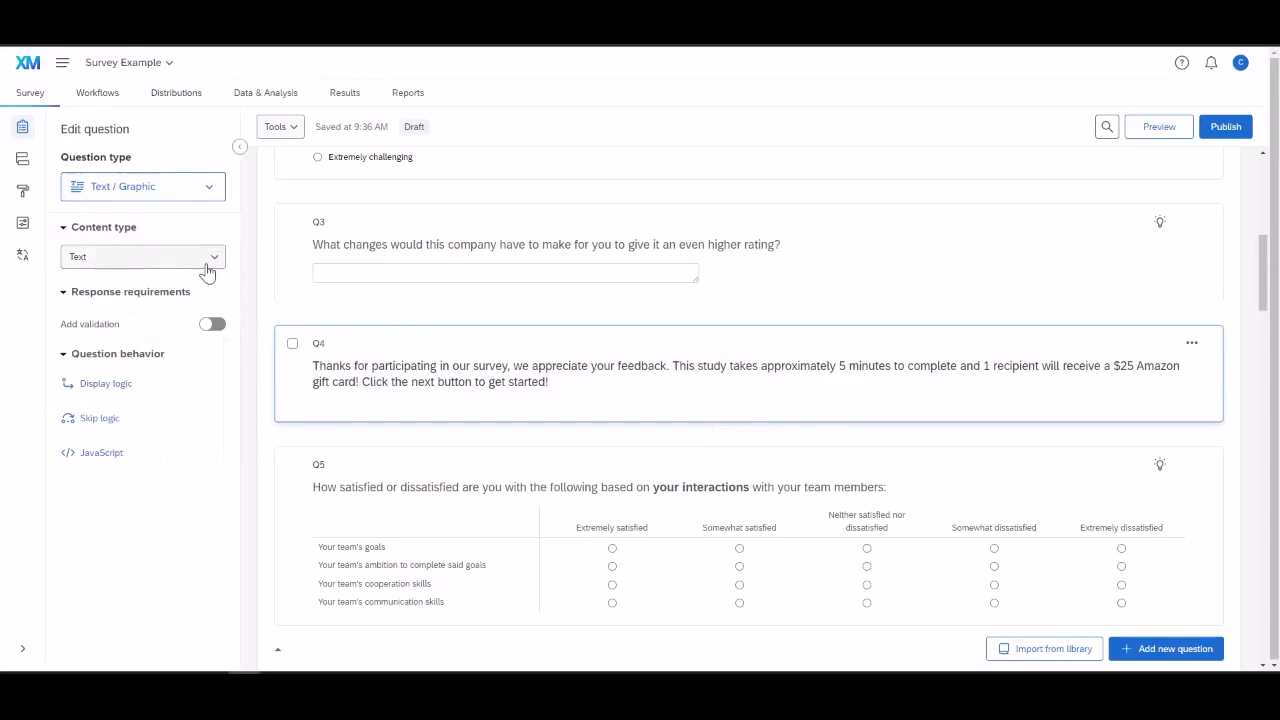 XM
Survey Example
C
Survey
Workflows
Distributions
Data & Analysis
Results
Reports
Edit question
Tools
Saved at 9:36 AM
Draft
Preview
Publish
Question type
Text / Graphic
Content type
Text
Response requirements
Add validation
Question behavior
Display logic
Skip logic
JavaScript
Extremely challenging
Q3
What changes would this company have to make for you to give it an even higher rating?
Q4
Thanks for participating in our survey, we appreciate your feedback. This study takes approximately 5 minutes to complete and 1 recipient will receive a $25 Amazon
gift card! Click the next button to get started!
Q5
How satisfied or dissatisfied are you with the following based on your interactions with your team members:
Extremely satisfied
Somewhat satisfied
Neither satisfied nor
dissatisfied
Somewhat dissatisfied
Extremely dissatisfied
Your team's goals
Your team's ambition to complete said goals
Your team's cooperation skills
Your team's communication skills
Import from library
Add new question